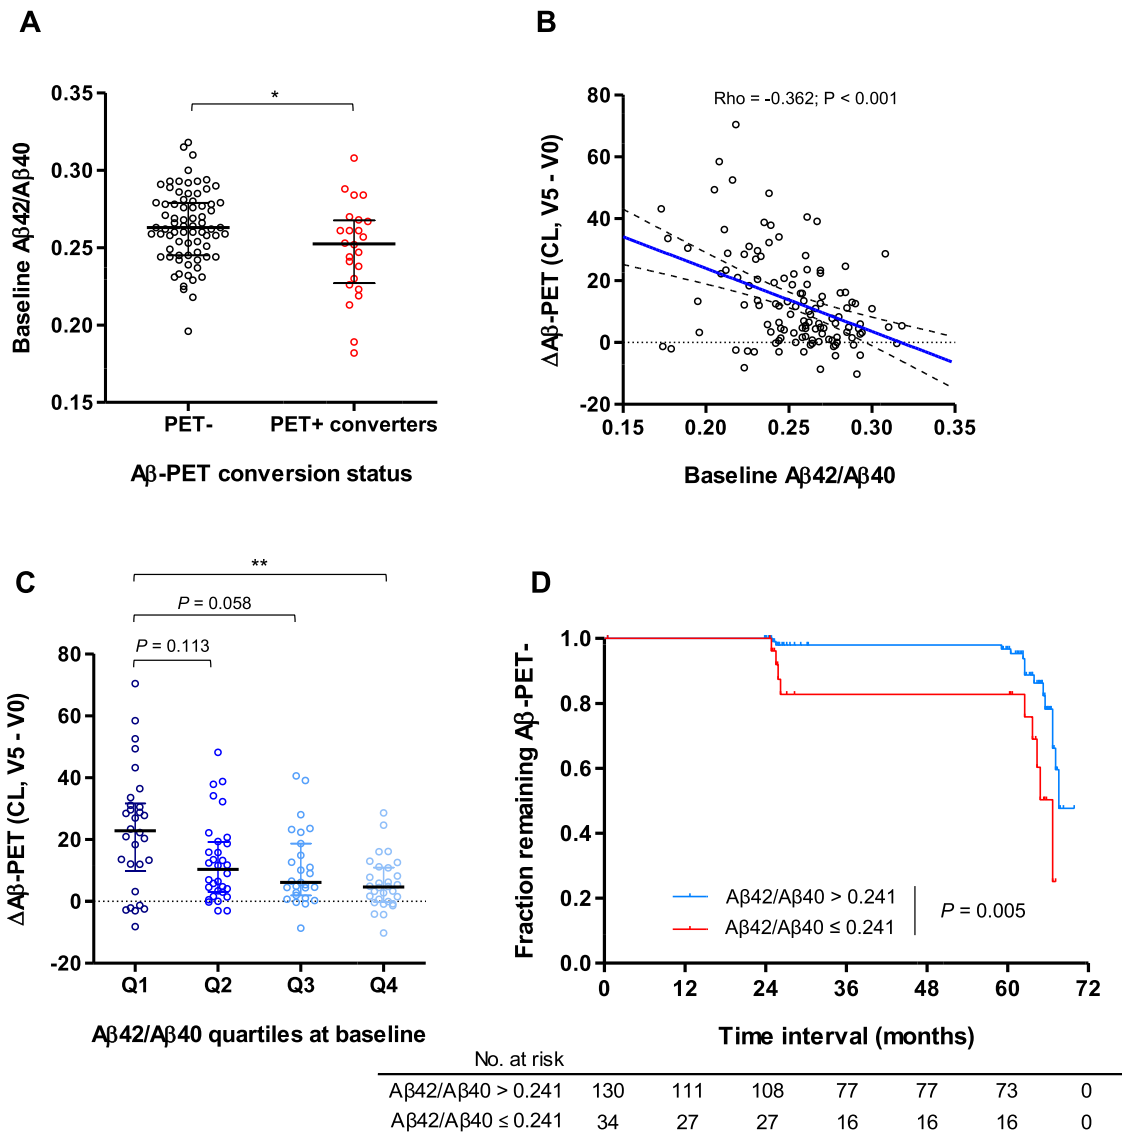 A
0.35
0.30
0.25
0.20
0.15
Baseline Aβ42/Aβ40
*
PET-
PET+ converters
Aβ-PET conversion status
B
80
60
40
20
0
-20
ΔAβ-PET (CL, V5 - V0)
Rho = -0.362; P < 0.001
0.15 0.20 0.25 0.30 0.35
Baseline Aβ42/Aβ40
C
**
P = 0.058
P = 0.113
80
60
40
20
0
-20
ΔAβ-PET (CL, V5 - V0)
Q1 Q2 Q3 Q4
Aβ42/Aβ40 quartiles at baseline
D
1.0
0.8
0.6
0.4
0.2
0.0
Fraction remaining Aβ-PET-
Aβ42/Aβ40 > 0.241
Aβ42/Aβ40 ≤ 0.241
P = 0.005
0 12 24 36 48 60 72
Time interval (months)
No. at risk
Aβ42/Aβ40 > 0.241 130 111 108 77 77 73 0
Aβ42/Aβ40 ≤ 0.241 34 27 27 16 16 16 0